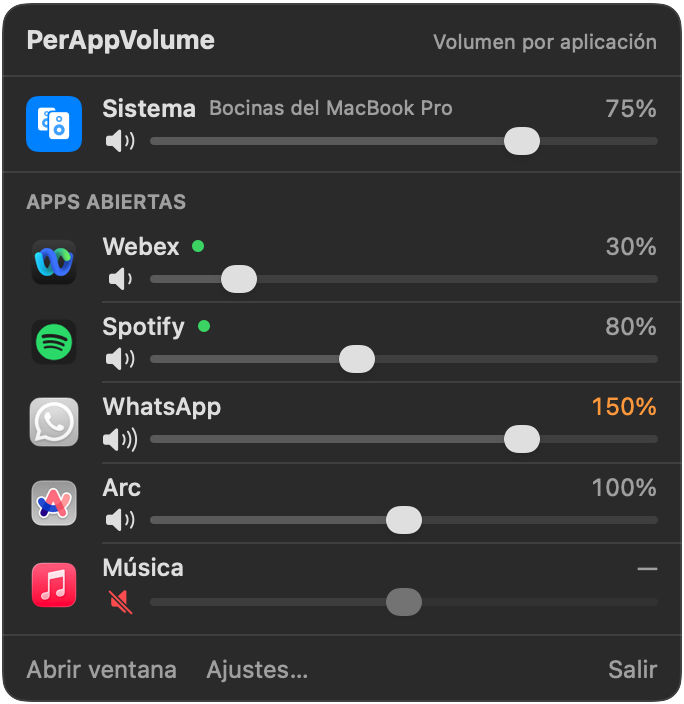 PerAppVolume Volumen por aplicación
Sistema Bocinas del MacBook Pro 75%
APPS ABIERTAS
Webex 30%
Spotify 80%
WhatsApp 150%
Arc 100%
Música —
Abrir ventana Ajustes... Salir